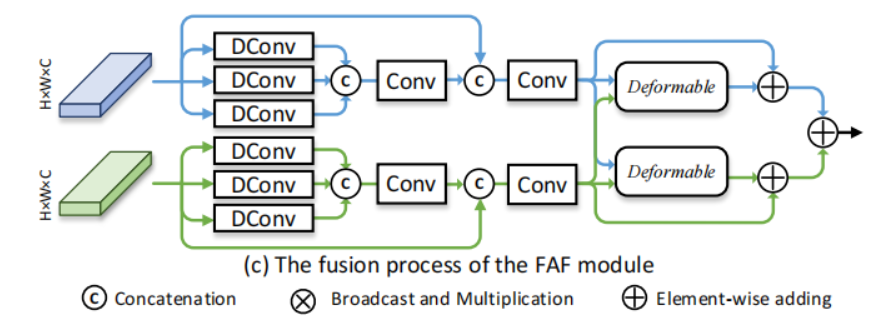 H×W×C
DConv
DConv
DConv
C
Conv
C
Conv
Deformable
H×W×C
DConv
DConv
DConv
C
Conv
C
Conv
Deformable
(c) The fusion process of the FAF module
C Concatenation
Broadcast and Multiplication
Element-wise adding